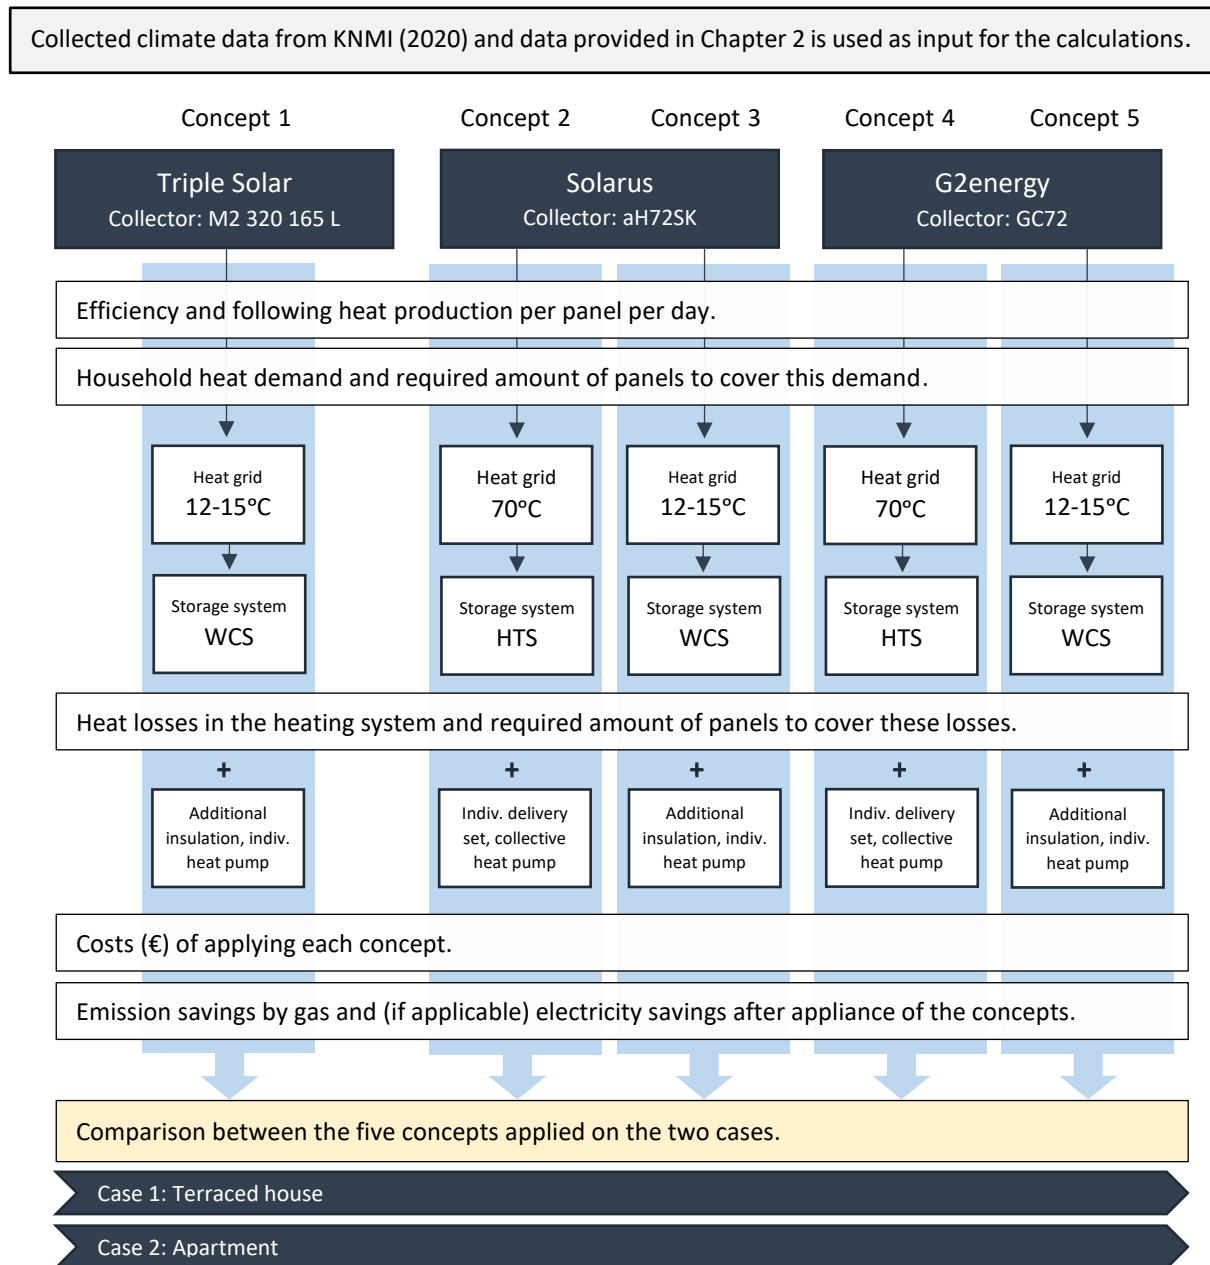 Collected climate data from KNMI (2020) and data provided in Chapter 2 is used as input for the calculations.
Concept 1
Concept 2
Concept 3
Concept 4
Concept 5
Triple Solar
Collector: M2 320 165 L
Solarus
Collector: aH72SK
G2energy
Collector: GC72
Efficiency and following heat production per panel per day.
Household heat demand and required amount of panels to cover this demand.
Heat grid
12-15°C
Heat grid
70°C
Heat grid
12-15°C
Heat grid
70°C
Heat grid
12-15°C
Storage system
WCS
Storage system
HTS
Storage system
WCS
Storage system
HTS
Storage system
WCS
Heat losses in the heating system and required amount of panels to cover these losses.
+
+
+
+
+
Additional
insulation, indiv.
heat pump
Indiv. delivery
set, collective
heat pump
Additional
insulation, indiv.
heat pump
Indiv. delivery
set, collective
heat pump
Additional
insulation, indiv.
heat pump
Costs (€) of applying each concept.
Emission savings by gas and (if applicable) electricity savings after appliance of the concepts.
Comparison between the five concepts applied on the two cases.
Case 1: Terraced house
Case 2: Apartment